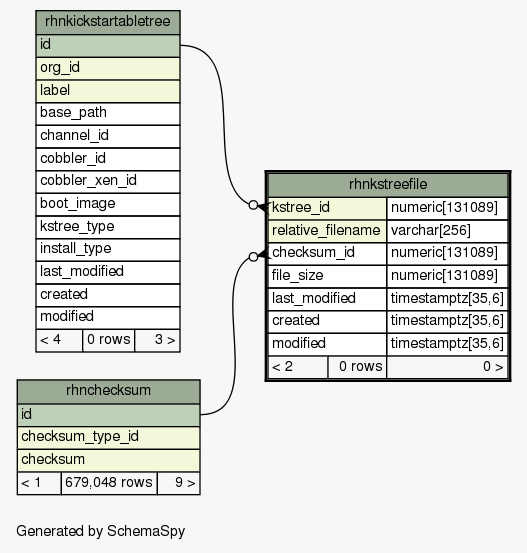 rhnkickstartabletree
id
org_id
label
base_path
channel_id
cobbler_id
cobbler_xen_id
boot_image
kstree_type
install_type
last_modified
created
modified
< 4 0 rows 3 >
rhnkstreefile
kstree_id numeric[131089]
relative_filename varchar[256]
checksum_id numeric[131089]
file_size numeric[131089]
last_modified timestamptz[35,6]
created timestamptz[35,6]
modified timestamptz[35,6]
< 2 0 rows 0 >
rhnchecksum
id
checksum_type_id
checksum
< 1 679,048 rows 9 >
Generated by SchemaSpy